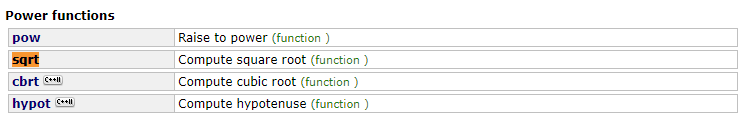 Power functions
pow Raise to power (function )
sqrt Compute square root (function )
cbrt C++11 Compute cubic root (function )
hypot C++11 Compute hypotenuse (function )